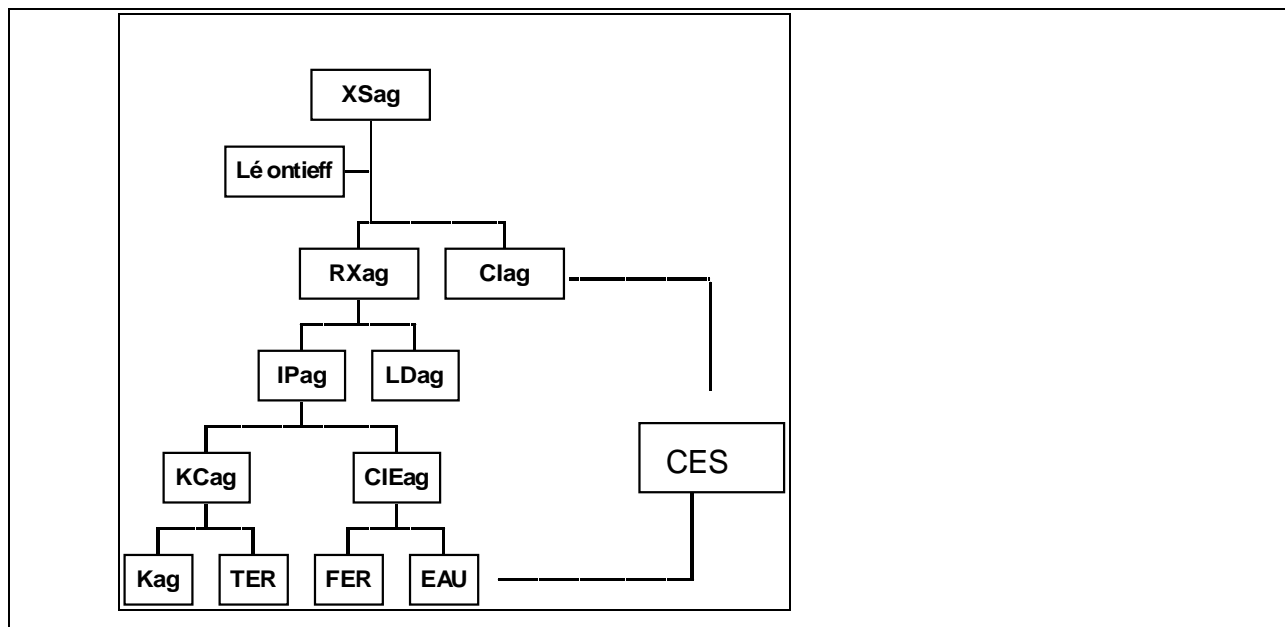 XSag
Lé ontieff
RXag
CIag
IPag
LDag
CES
KCag
CIEag
Kag
TER
FER
EAU